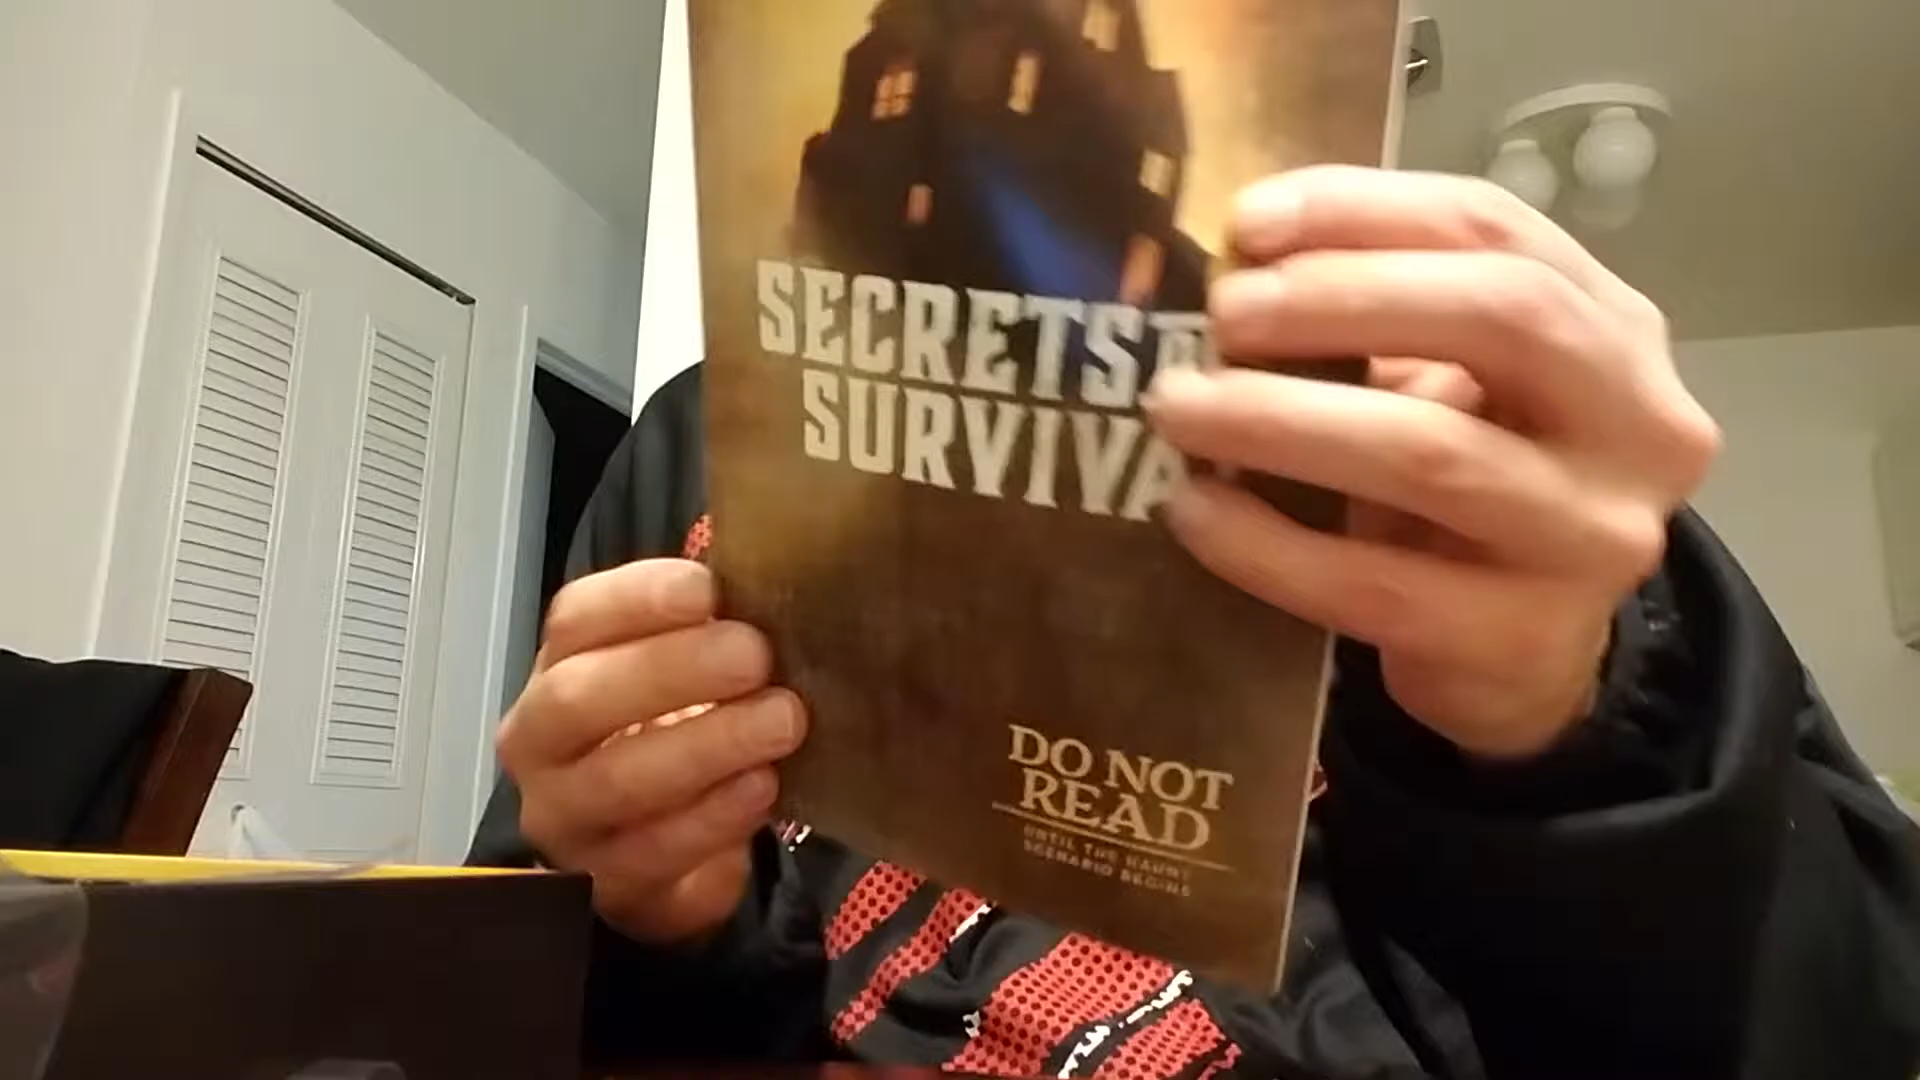 SECRETS
SURVIVA
DO NOT
READ
UNTIL THE HAUNT
SCENARIO BEGINS